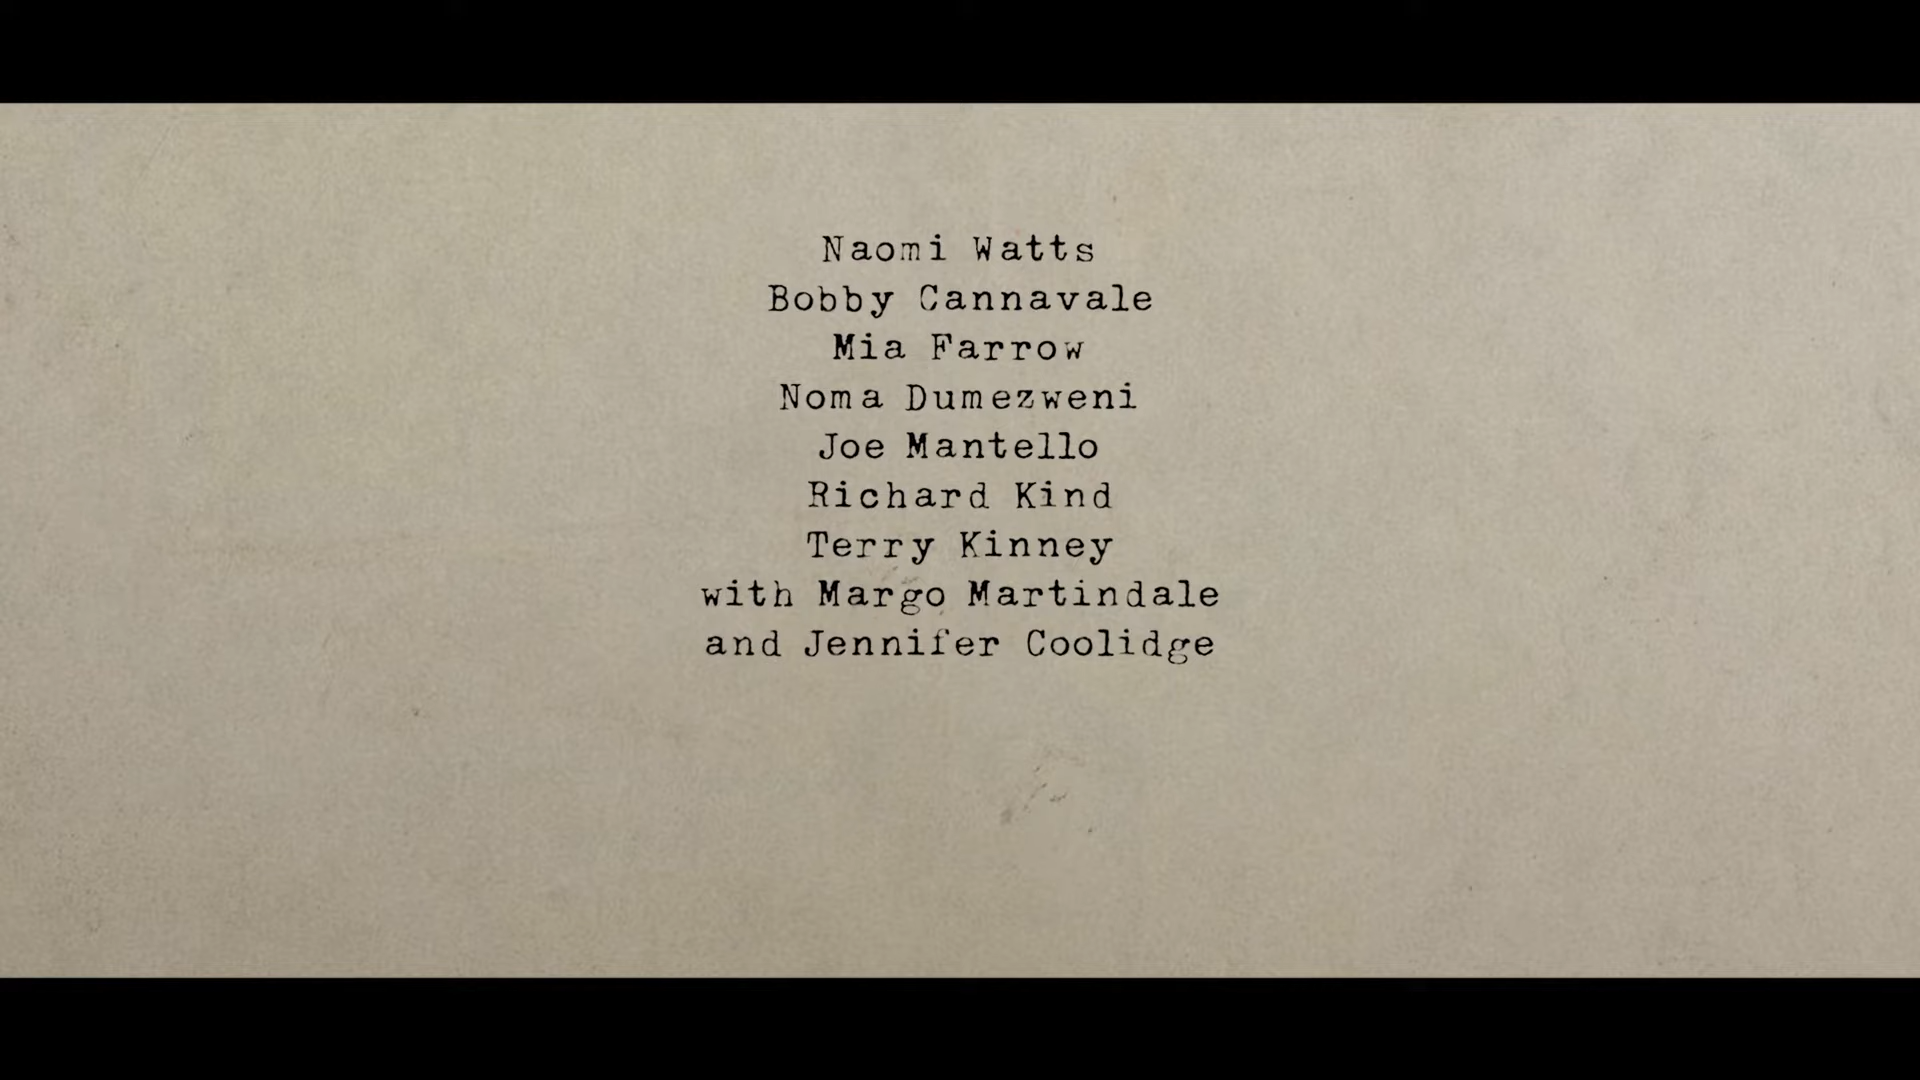 Naomi Watts
Bobby Cannavale
Mia Farrow
Noma Dumezweni
Joe Mantello
Richard Kind
Terry Kinney
with Margo Martindale
and Jennifer Coolidge